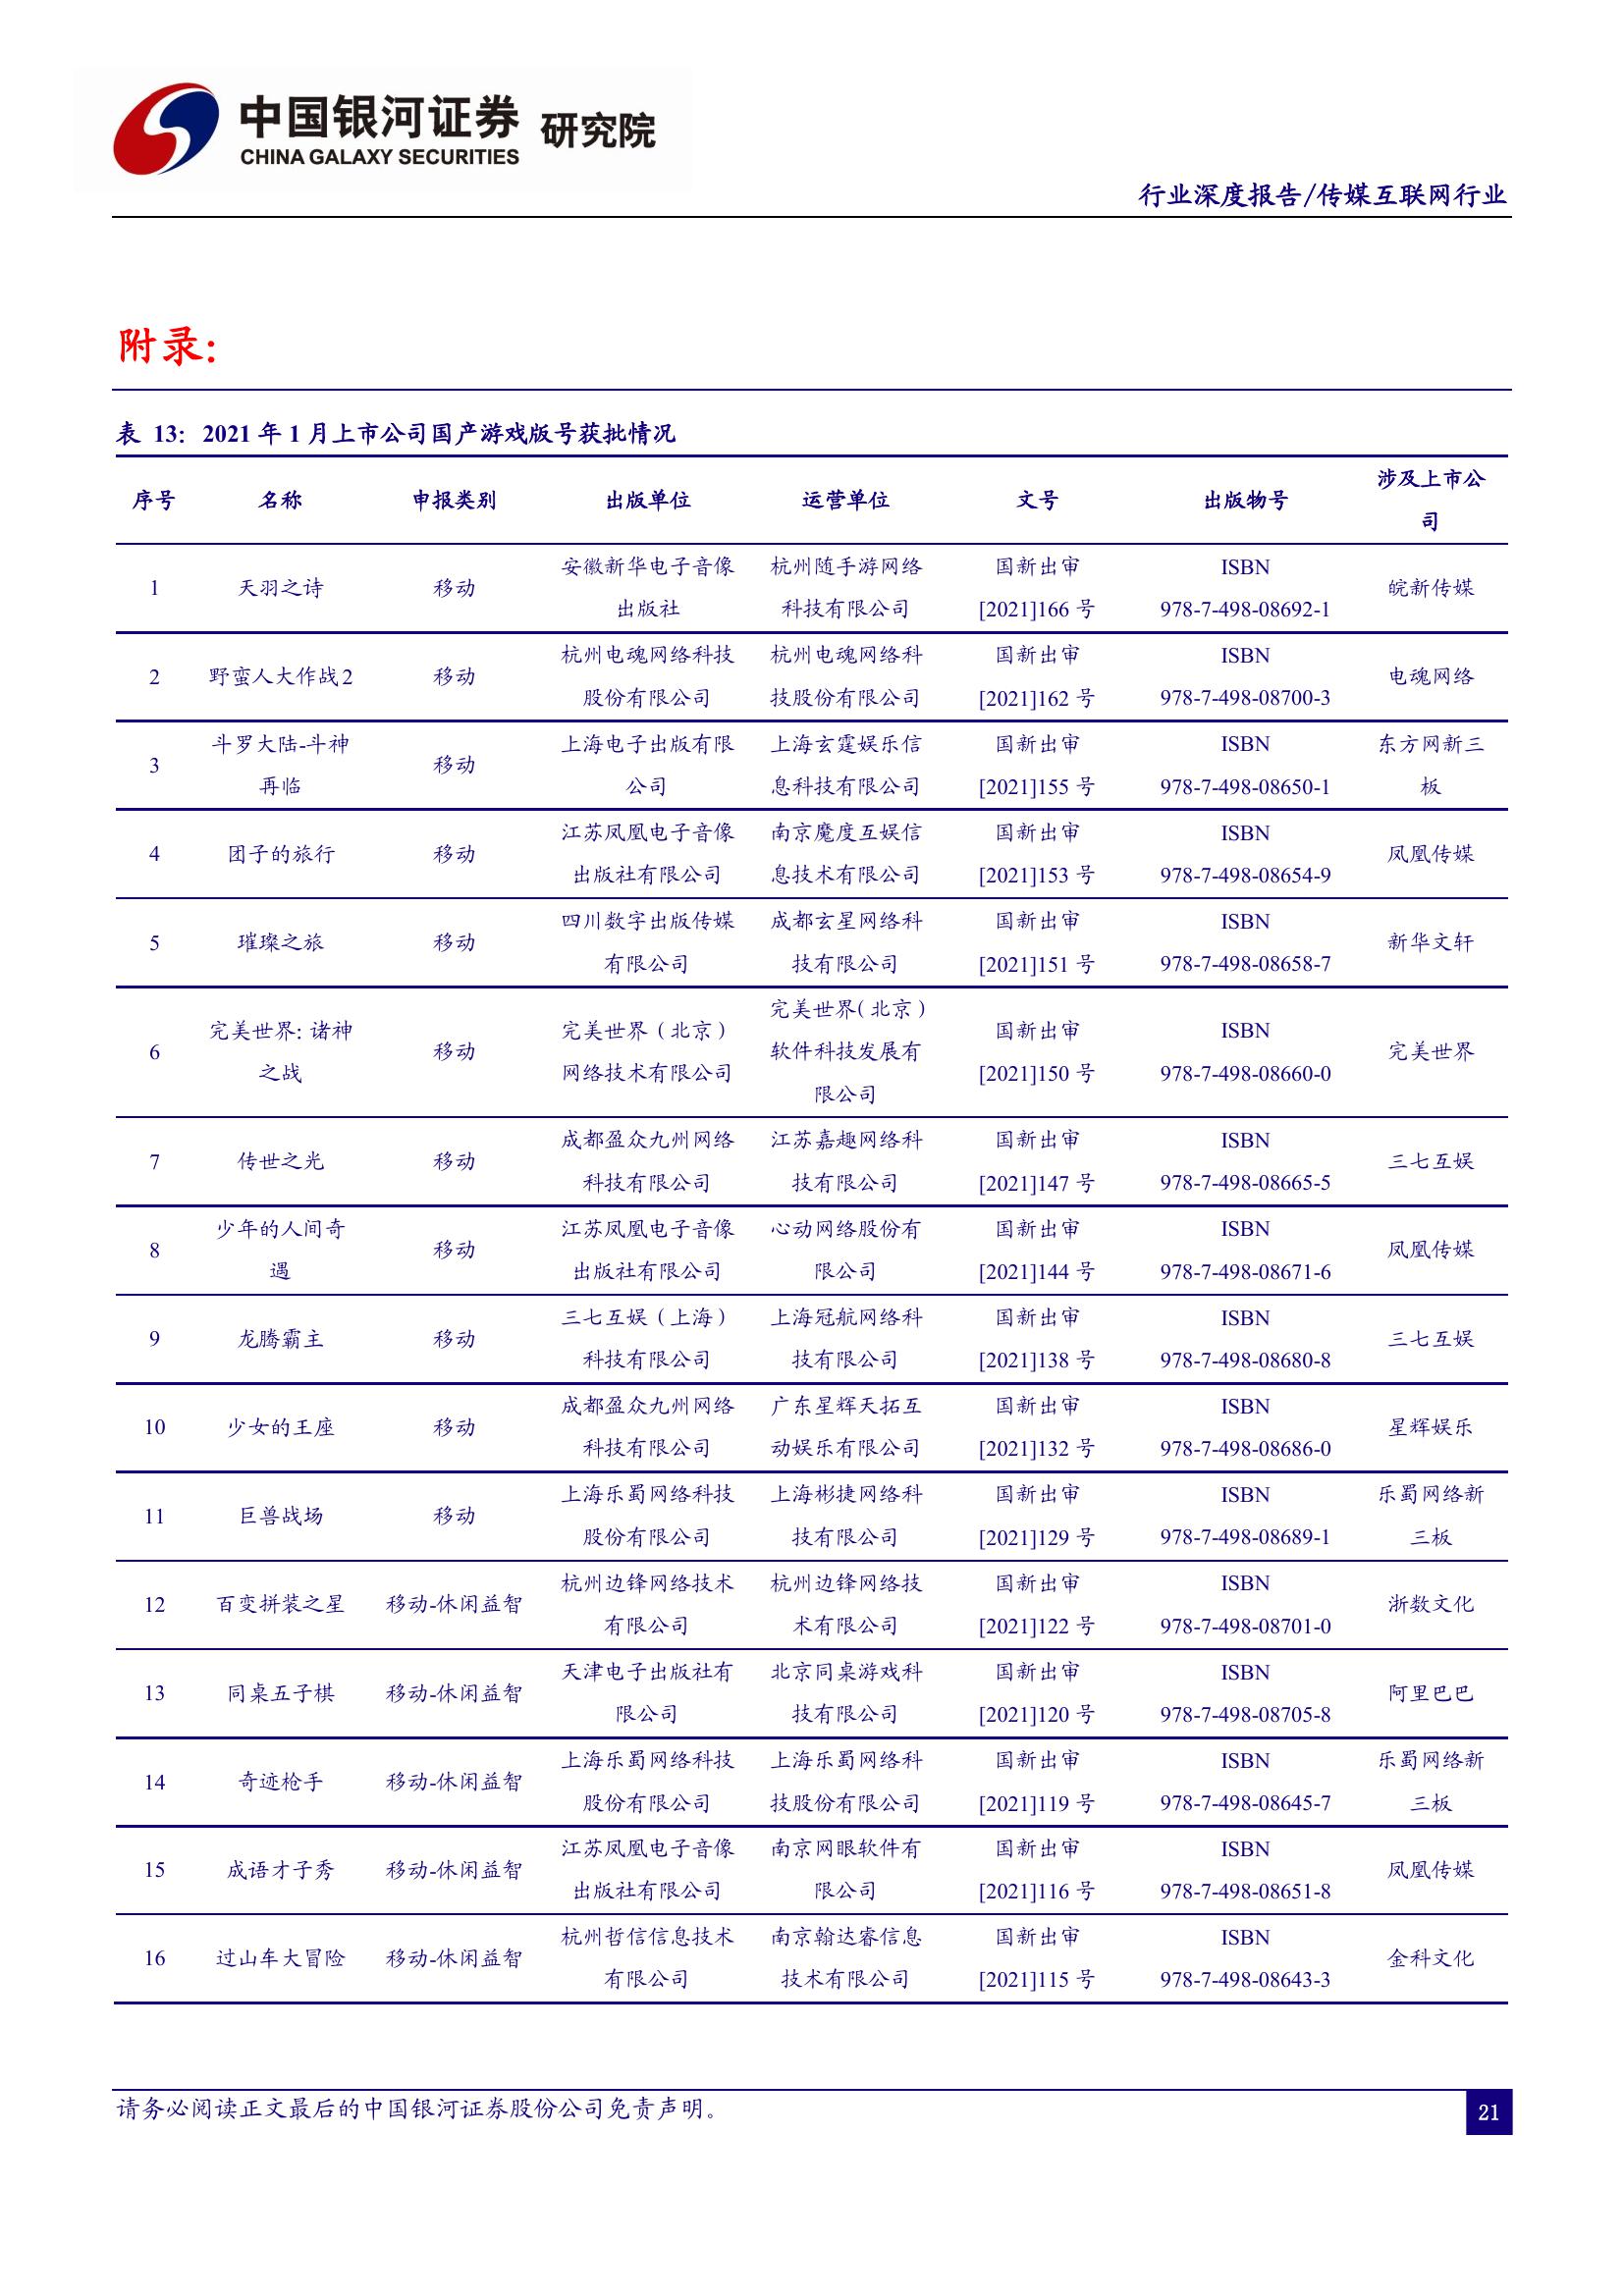 中国银河证券 研究院
CHINA GALAXY SECURITIES
行业深度报告/传媒互联网行业
附录:
表 13: 2021 年 1 月上市公司国产游戏版号获批情况
序号 名称 申报类别 出版单位 运营单位 文号 出版物号 涉及上市公
司
安徽新华电子音像 杭州随手游网络 国新出审 ISBN
1 天羽之诗 移动 皖新传媒
出版社 科技有限公司 [2021]166 号 978-7-498-08692-1
杭州电魂网络科技 杭州电魂网络科 国新出审 ISBN
2 野蛮人大作战2 移动 电魂网络
股份有限公司 技股份有限公司 [2021]162 号 978-7-498-08700-3
斗罗大陆-斗神 上海电子出版有限 上海玄霆娱乐信 国新出审 ISBN 东方网新三
3 移动
再临 公司 息科技有限公司 [2021]155 号 978-7-498-08650-1 板
江苏凤凰电子音像 南京魔度互娱信 国新出审 ISBN
4 团子的旅行 移动 凤凰传媒
出版社有限公司 息技术有限公司 [2021]153 号 978-7-498-08654-9
四川数字出版传媒 成都玄星网络科 国新出审 ISBN
5 璀璨之旅 移动 新华文轩
有限公司 技有限公司 [2021]151 号 978-7-498-08658-7
完美世界(北京)
完美世界: 诸神 完美世界（北京） 国新出审 ISBN
6 移动 软件科技发展有 完美世界
之战 网络技术有限公司 [2021]150 号 978-7-498-08660-0
限公司
成都盈众九州网络 江苏嘉趣网络科 国新出审 ISBN
7 传世之光 移动 三七互娱
科技有限公司 技有限公司 [2021]147 号 978-7-498-08665-5
少年的人间奇 江苏凤凰电子音像 心动网络股份有 国新出审 ISBN
8 移动 凤凰传媒
遇 出版社有限公司 限公司 [2021]144 号 978-7-498-08671-6
三七互娱（上海） 上海冠航网络科 国新出审 ISBN
9 龙腾霸主 移动 三七互娱
科技有限公司 技有限公司 [2021]138 号 978-7-498-08680-8
成都盈众九州网络 广东星辉天拓互 国新出审 ISBN
10 少女的王座 移动 星辉娱乐
科技有限公司 动娱乐有限公司 [2021]132 号 978-7-498-08686-0
上海乐蜀网络科技 上海彬捷网络科 国新出审 ISBN 乐蜀网络新
11 巨兽战场 移动
股份有限公司 技有限公司 [2021]129 号 978-7-498-08689-1 三板
杭州边锋网络技术 杭州边锋网络技 国新出审 ISBN
12 百变拼装之星 移动-休闲益智 浙数文化
有限公司 术有限公司 [2021]122 号 978-7-498-08701-0
天津电子出版社有 北京同桌游戏科 国新出审 ISBN
13 同桌五子棋 移动-休闲益智 阿里巴巴
限公司 技有限公司 [2021]120 号 978-7-498-08705-8
上海乐蜀网络科技 上海乐蜀网络科 国新出审 ISBN 乐蜀网络新
14 奇迹枪手 移动-休闲益智
股份有限公司 技股份有限公司 [2021]119 号 978-7-498-08645-7 三板
江苏凤凰电子音像 南京网眼软件有 国新出审 ISBN
15 成语才子秀 移动-休闲益智 凤凰传媒
出版社有限公司 限公司 [2021]116 号 978-7-498-08651-8
杭州哲信信息技术 南京翰达睿信息 国新出审 ISBN
16 过山车大冒险 移动-休闲益智 金科文化
有限公司 技术有限公司 [2021]115 号 978-7-498-08643-3
请务必阅读正文最后的中国银河证券股份公司免责声明。
21